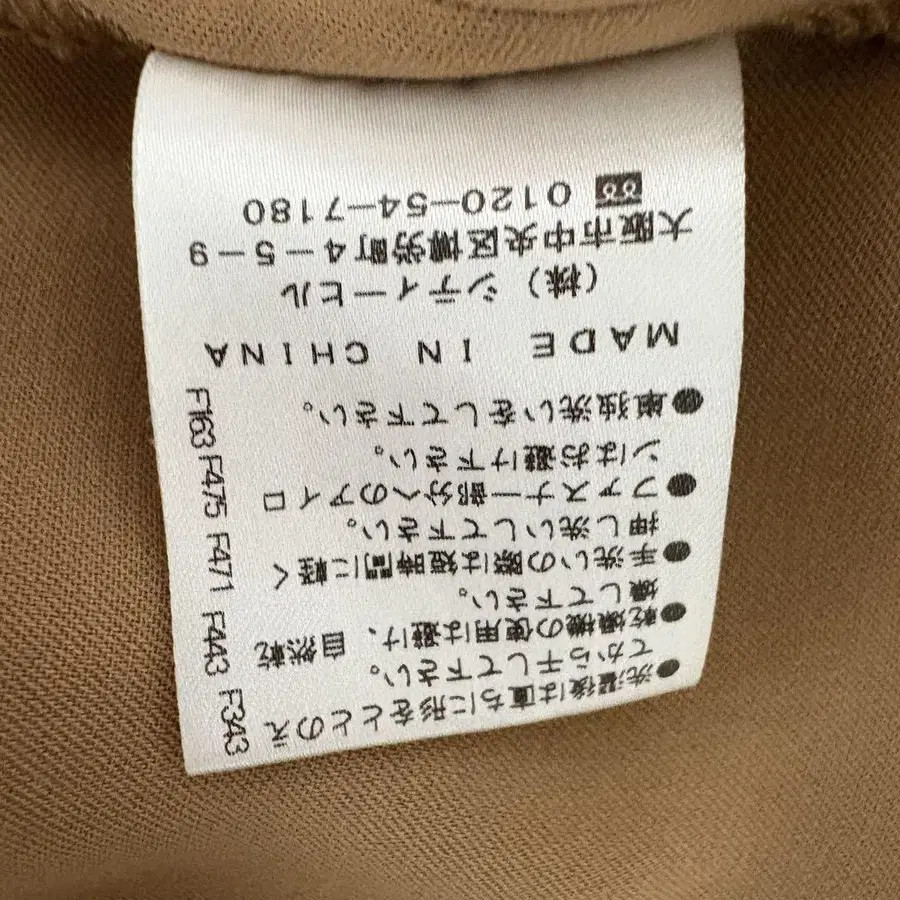 ●洗濯後は直ちに形をととのえ
てから干して下さい。
●乾燥機の使用は避け、自然乾
燥して下さい。
●手洗いの際は短時間に軽く
押し洗いして下さい。
●ファスナー部分へのアイロ
ンはお避け下さい。
●単独洗いをして下さい。
MADE IN CHINA
(株) シティーヒル
大阪市中央区博労町4-5-9
0120-54-7180
F343 F443 F471 F475 F163